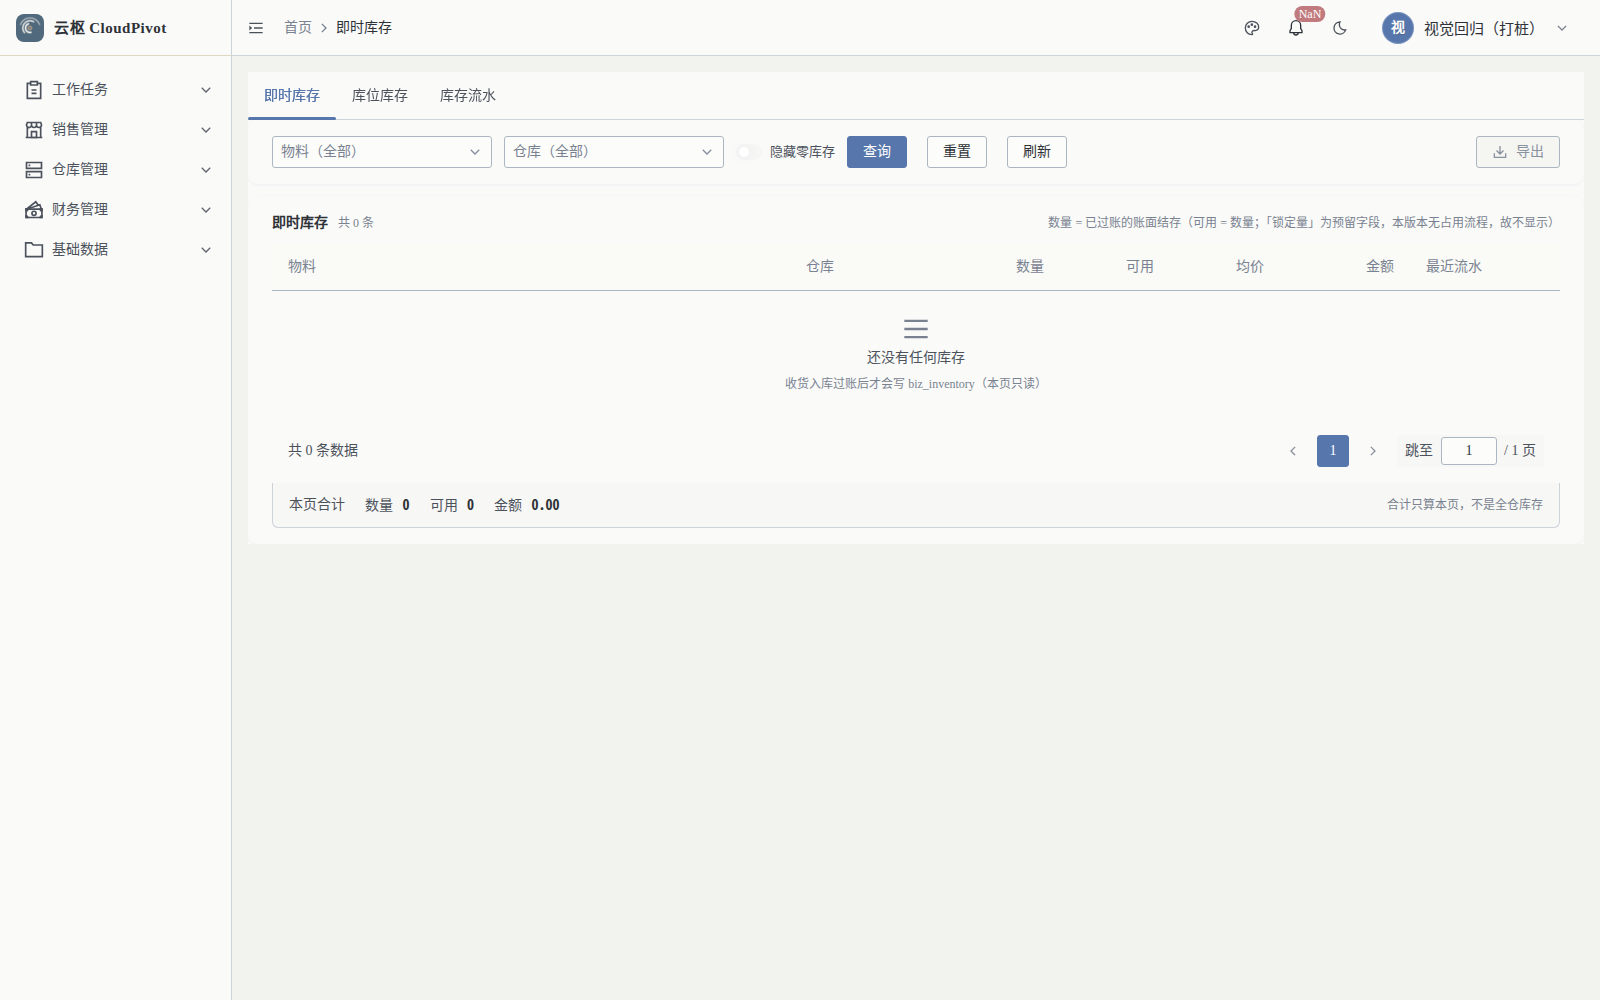 云枢 CloudPivot
首页 即时库存
NaN
视 视觉回归（打桩）
工作任务
销售管理
仓库管理
财务管理
基础数据
即时库存 库位库存 库存流水
物料（全部） 仓库（全部） 隐藏零库存 查询 重置 刷新 导出
即时库存 共 0 条 数量 = 已过账的账面结存（可用 = 数量；「锁定量」为预留字段，本版本无占用流程，故不显示）
物料 仓库 数量 可用 均价 金额 最近流水
还没有任何库存
收货入库过账后才会写 biz_inventory（本页只读）
共 0 条数据 1 跳至 1 / 1 页
本页合计 数量 0 可用 0 金额 0.00 合计只算本页，不是全仓库存